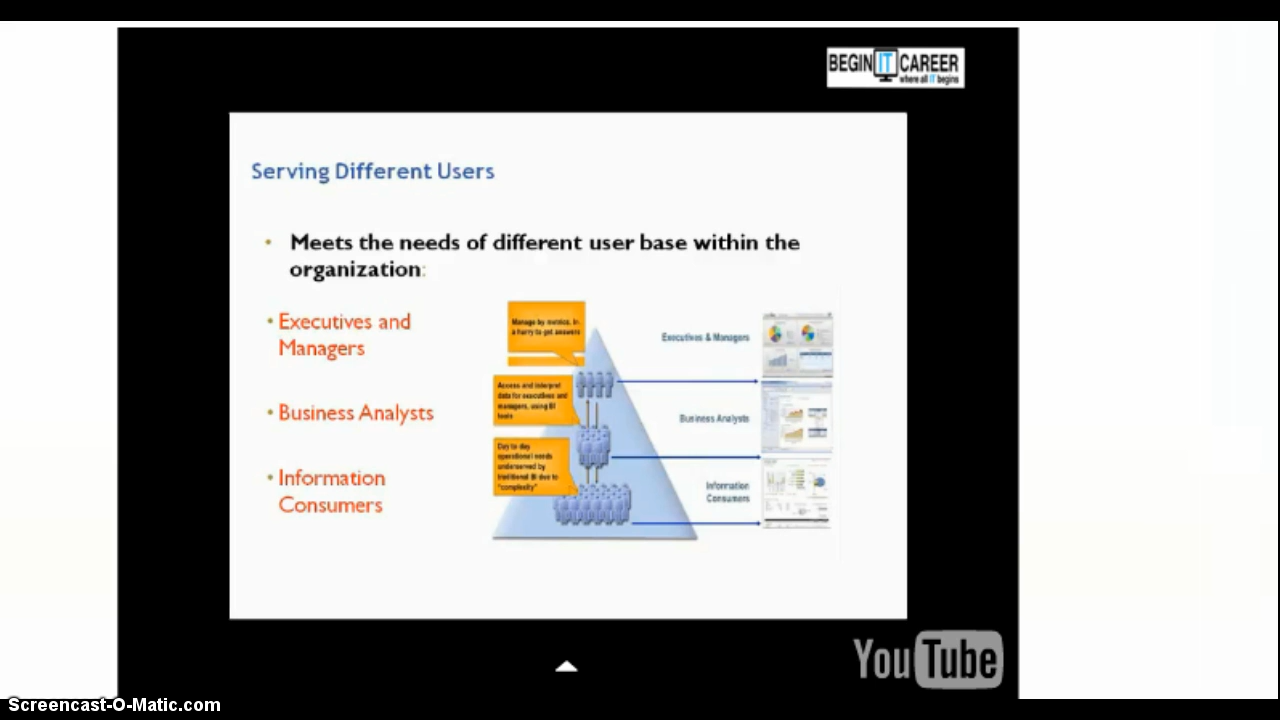 BEGIN IT CAREER
where all IT begins
Serving Different Users
• Meets the needs of different user base within the
organization:
• Executives and
Managers
• Business Analysts
• Information
Consumers
Manage by metrics. In
a hurry to get answers
Access and interpret
data for executives and
managers, using BI
tools
Day to day
operational needs
underserved by
traditional BI due to
"complexity"
Executives & Managers
Business Analysts
Information
Consumers
YouTube
Screencast-O-Matic.com